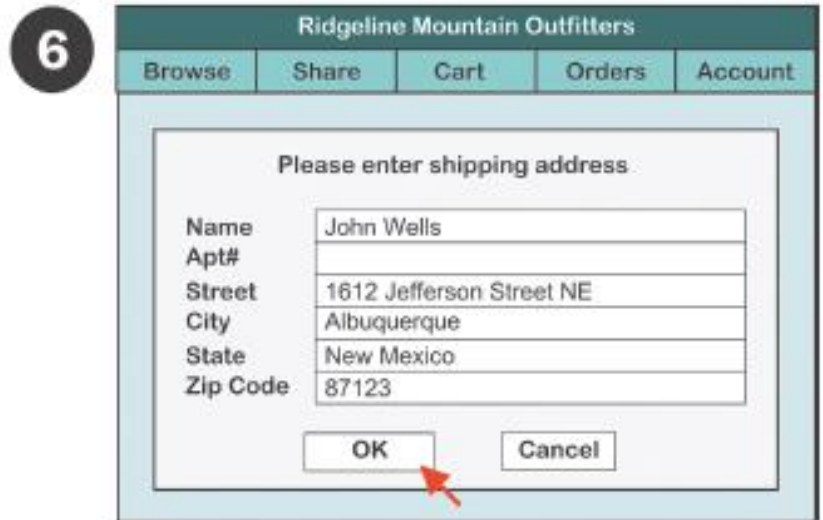 6
Ridgeline Mountain Outfitters
Browse Share Cart Orders Account
Please enter shipping address
Name John Wells
Apt#
Street 1612 Jefferson Street NE
City Albuquerque
State New Mexico
Zip Code 87123
OK Cancel